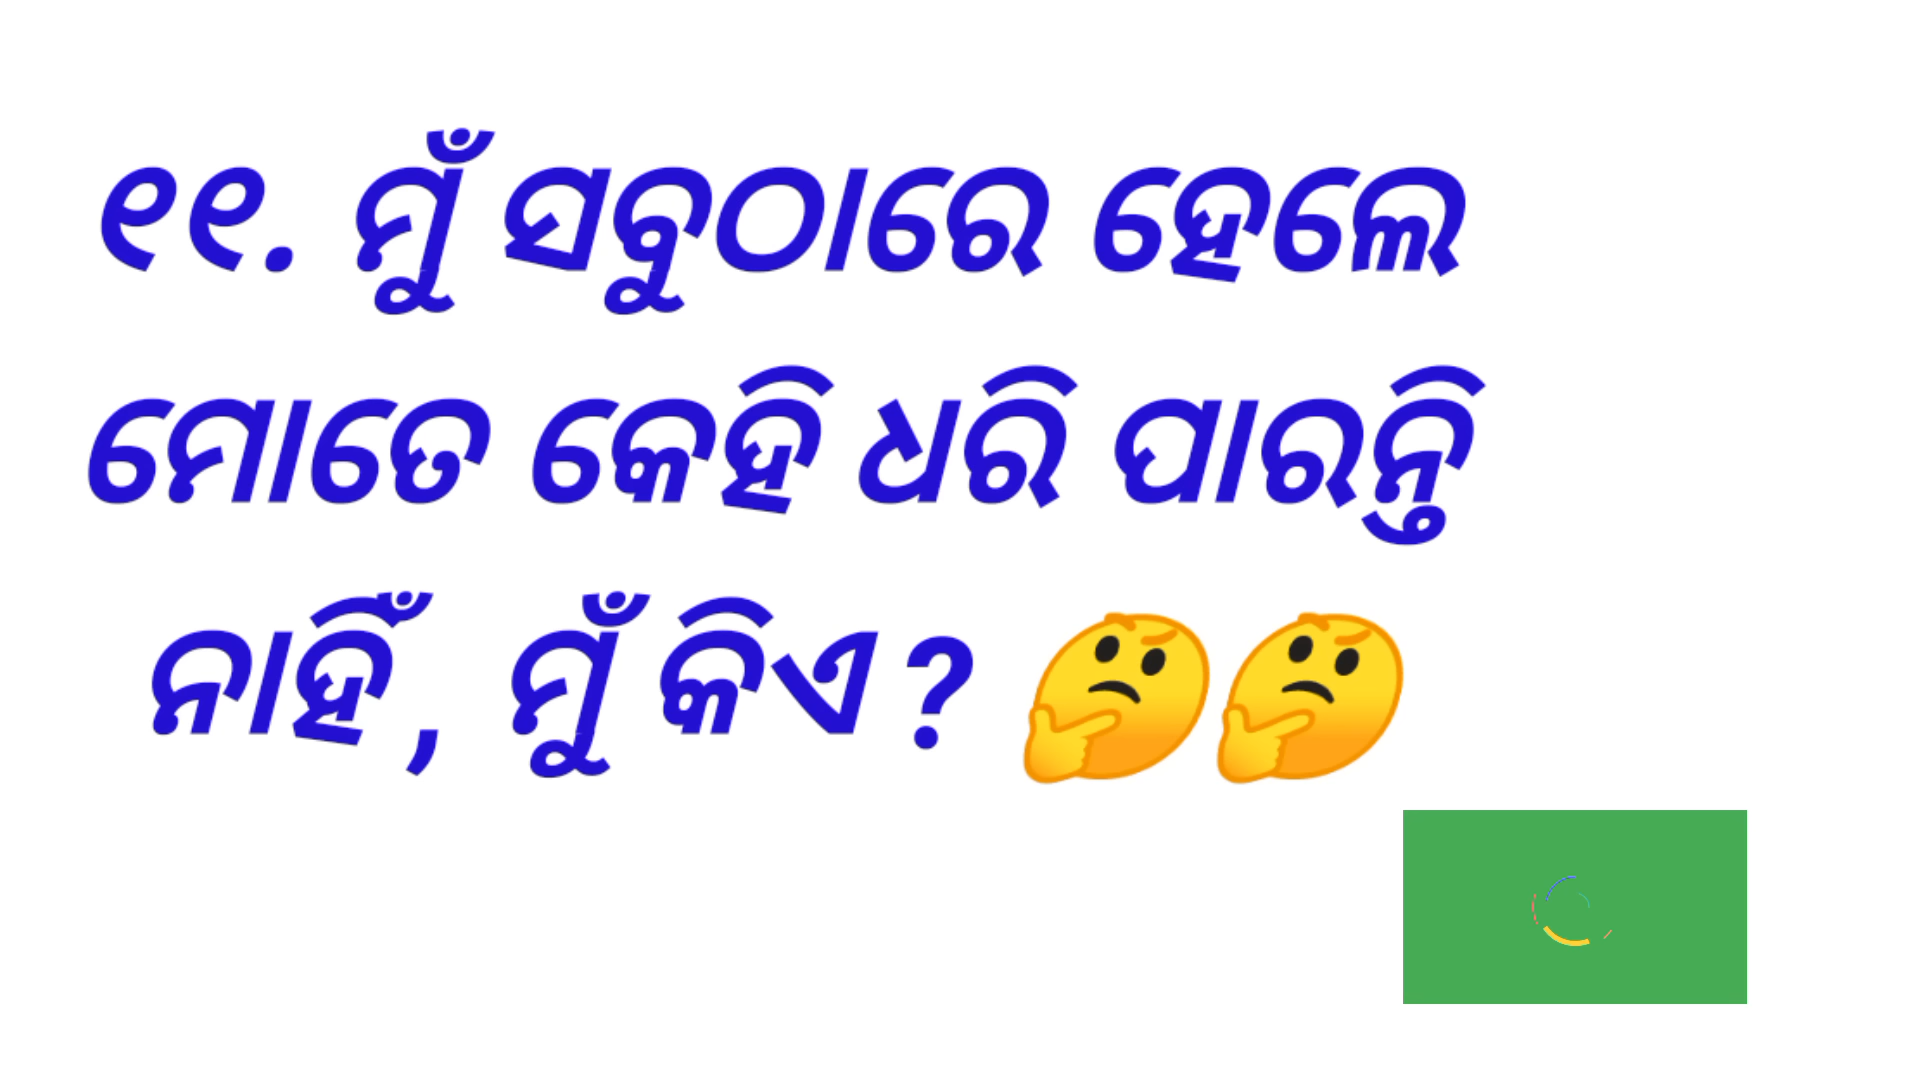 ୧୧. ମୁଁ ସବୁଠାରେ ହେଲେ
ମୋତେ କେହି ଧରି ପାରନ୍ତି
ନାହିଁ, ମୁଁ କିଏ ? 🤔🤔